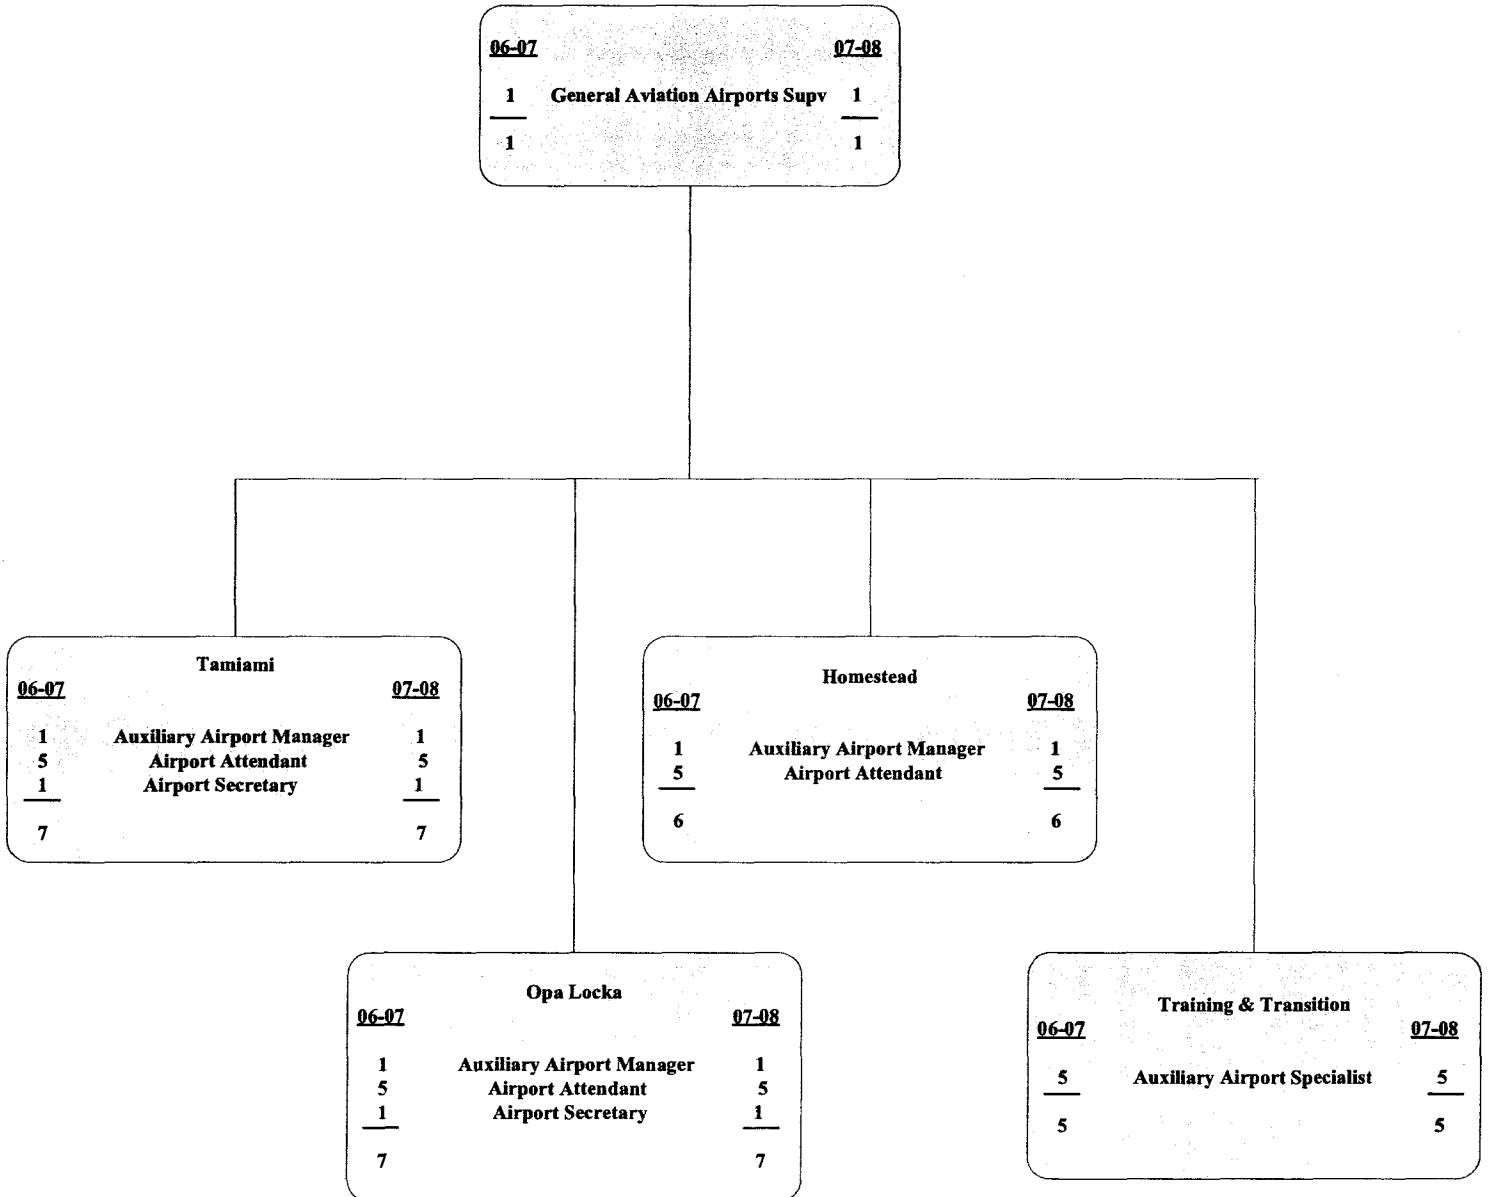 06-07 07-08
1 General Aviation Airports Supv 1
1 1
Tamiami
06-07 07-08
1 Auxiliary Airport Manager 1
5 Airport Attendant 5
1 Airport Secretary 1
7 7
Homestead
06-07 07-08
1 Auxiliary Airport Manager 1
5 Airport Attendant 5
6 6
Opa Locka
06-07 07-08
1 Auxiliary Airport Manager 1
5 Airport Attendant 5
1 Airport Secretary 1
7 7
Training & Transition
06-07 07-08
5 Auxiliary Airport Specialist 5
5 5